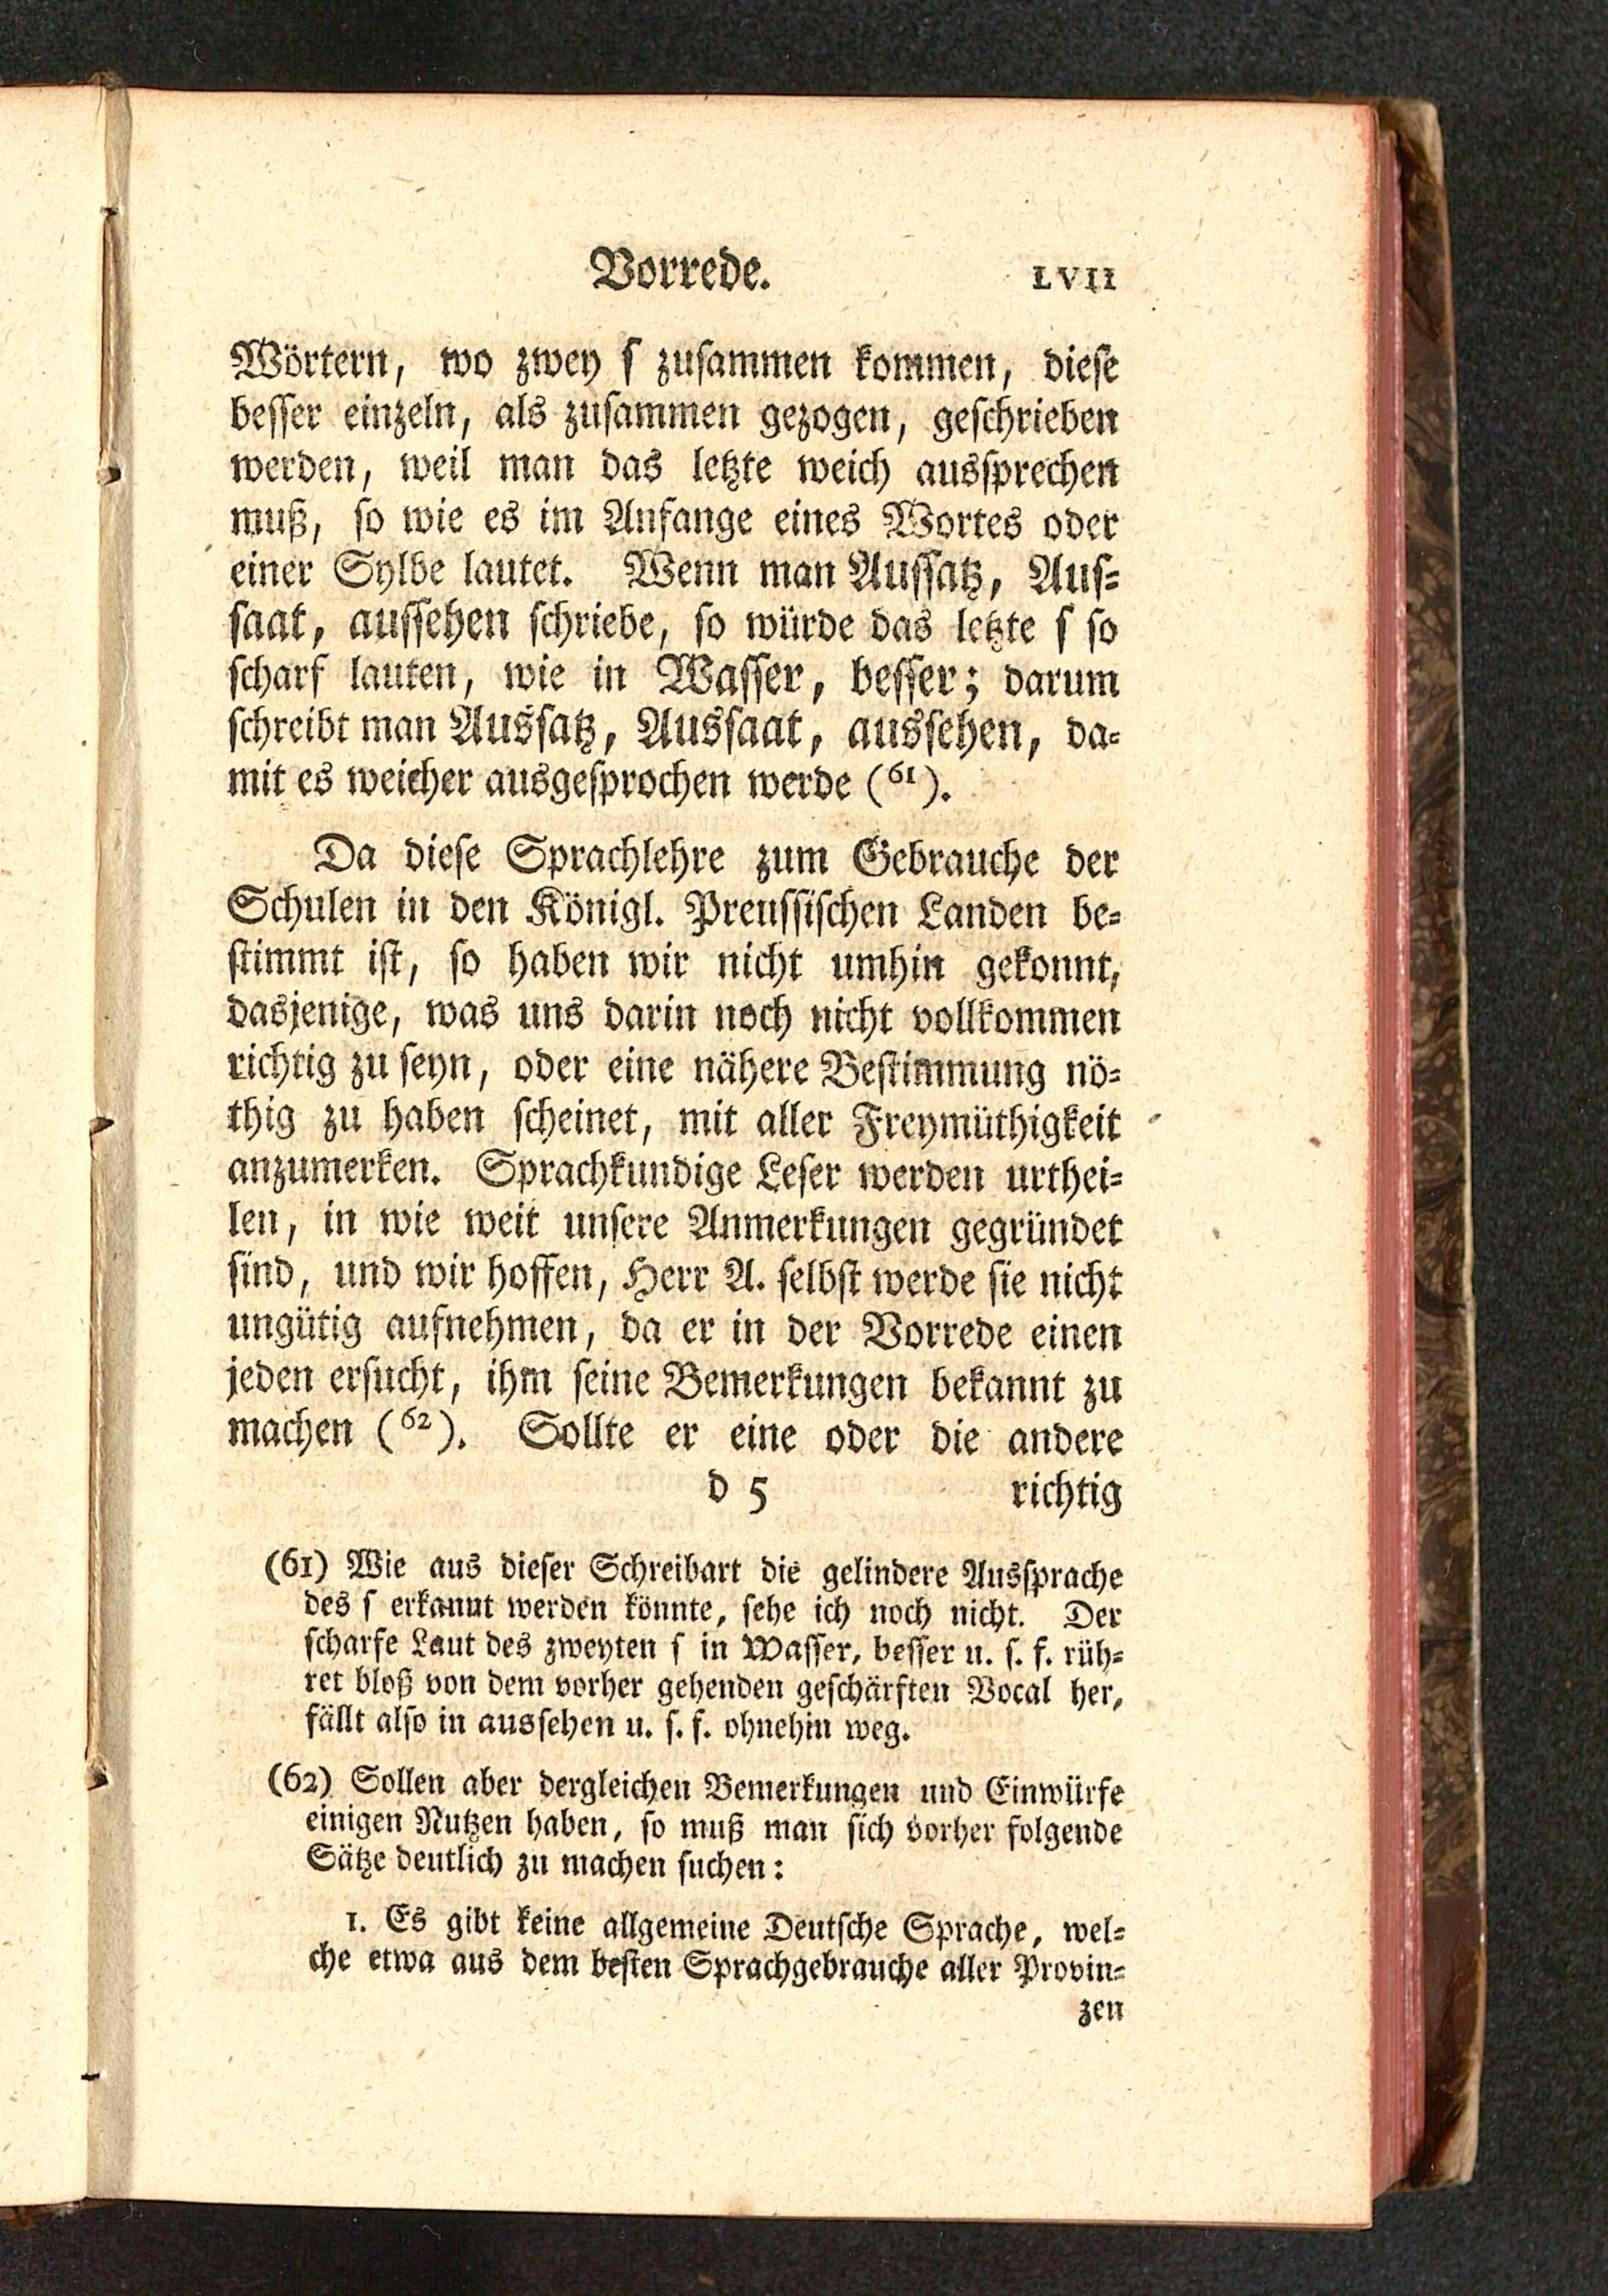 Vorrede. LVII
Wörtern, wo zwey ſ zuſammen kommen, dieſe
beſſer einzeln, als zuſammen gezogen, geſchrieben
werden, weil man das letzte weich ausſprechen
muß, ſo wie es im Anfange eines Wortes oder
einer Sylbe lautet. Wenn man Auſſatz, Auſ⸗
ſaat, auſſehen ſchriebe, ſo würde das letzte ſ ſo
ſcharf lauten, wie in Waſſer, beſſer; darum
ſchreibt man Ausſatz, Ausſaat, ausſehen, da⸗
mit es weicher ausgeſprochen werde (61).
Da dieſe Sprachlehre zum Gebrauche der
Schulen in den Königl. Preuſſiſchen Landen be⸗
ſtimmt iſt, ſo haben wir nicht umhin gekonnt,
dasjenige, was uns darin noch nicht vollkommen
richtig zu ſeyn, oder eine nähere Beſtimmung nö⸗
thig zu haben ſcheinet, mit aller Freymüthigkeit
anzumerken. Sprachkundige Leſer werden urthei⸗
len, in wie weit unſere Anmerkungen gegründet
ſind, und wir hoffen, Herr A. ſelbſt werde ſie nicht
ungütig aufnehmen, da er in der Vorrede einen
jeden erſucht, ihm ſeine Bemerkungen bekannt zu
machen (62). Sollte er eine oder die andere
d 5 richtig
(61) Wie aus dieſer Schreibart die gelindere Ausſprache
des ſ erkannt werden könnte, ſehe ich noch nicht. Der
ſcharfe Laut des zweyten ſ in Waſſer, beſſer u. ſ. f. rüh⸗
ret bloß von dem vorher gehenden geſchärften Vocal her,
fällt alſo in ausſehen u. ſ. f. ohnehin weg.
(62) Sollen aber dergleichen Bemerkungen und Einwürfe
einigen Nutzen haben, ſo muß man ſich vorher folgende
Sätze deutlich zu machen ſuchen:
1. Es gibt keine allgemeine Deutſche Sprache, wel⸗
che etwa aus dem beſten Sprachgebrauche aller Provin⸗
zen